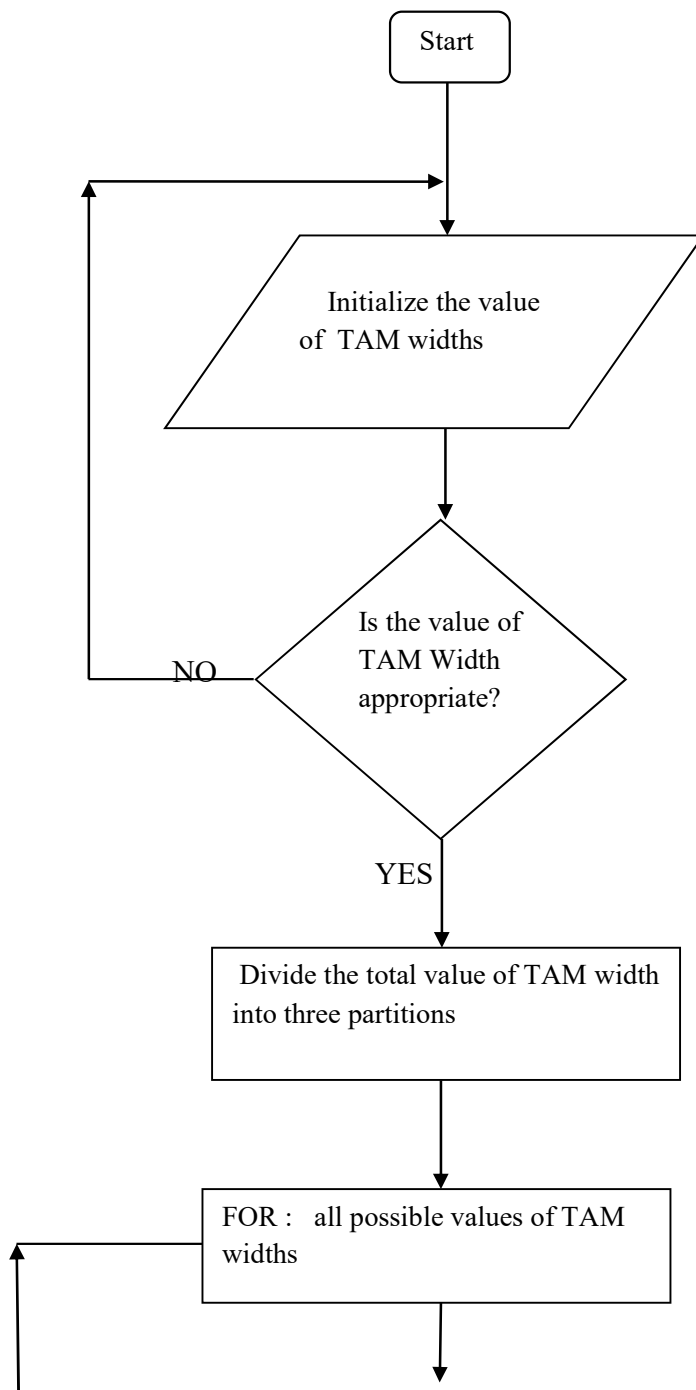 Start
Initialize the value
of TAM widths
Is the value of
TAM Width
appropriate?
NO
YES
Divide the total value of TAM width
into three partitions
FOR : all possible values of TAM
widths